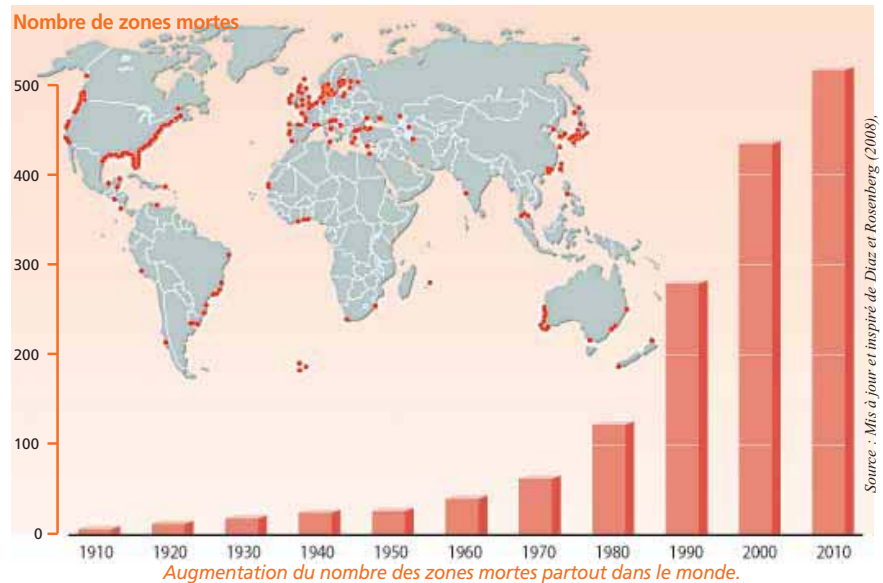 Nombre de zones mortes
500
400
300
200
100
0
1910 1920 1930 1940 1950 1960 1970 1980 1990 2000 2010
Augmentation du nombre des zones mortes partout dans le monde.
Source : Mis à jour et inspiré de Diaz et Rosenberg (2008),